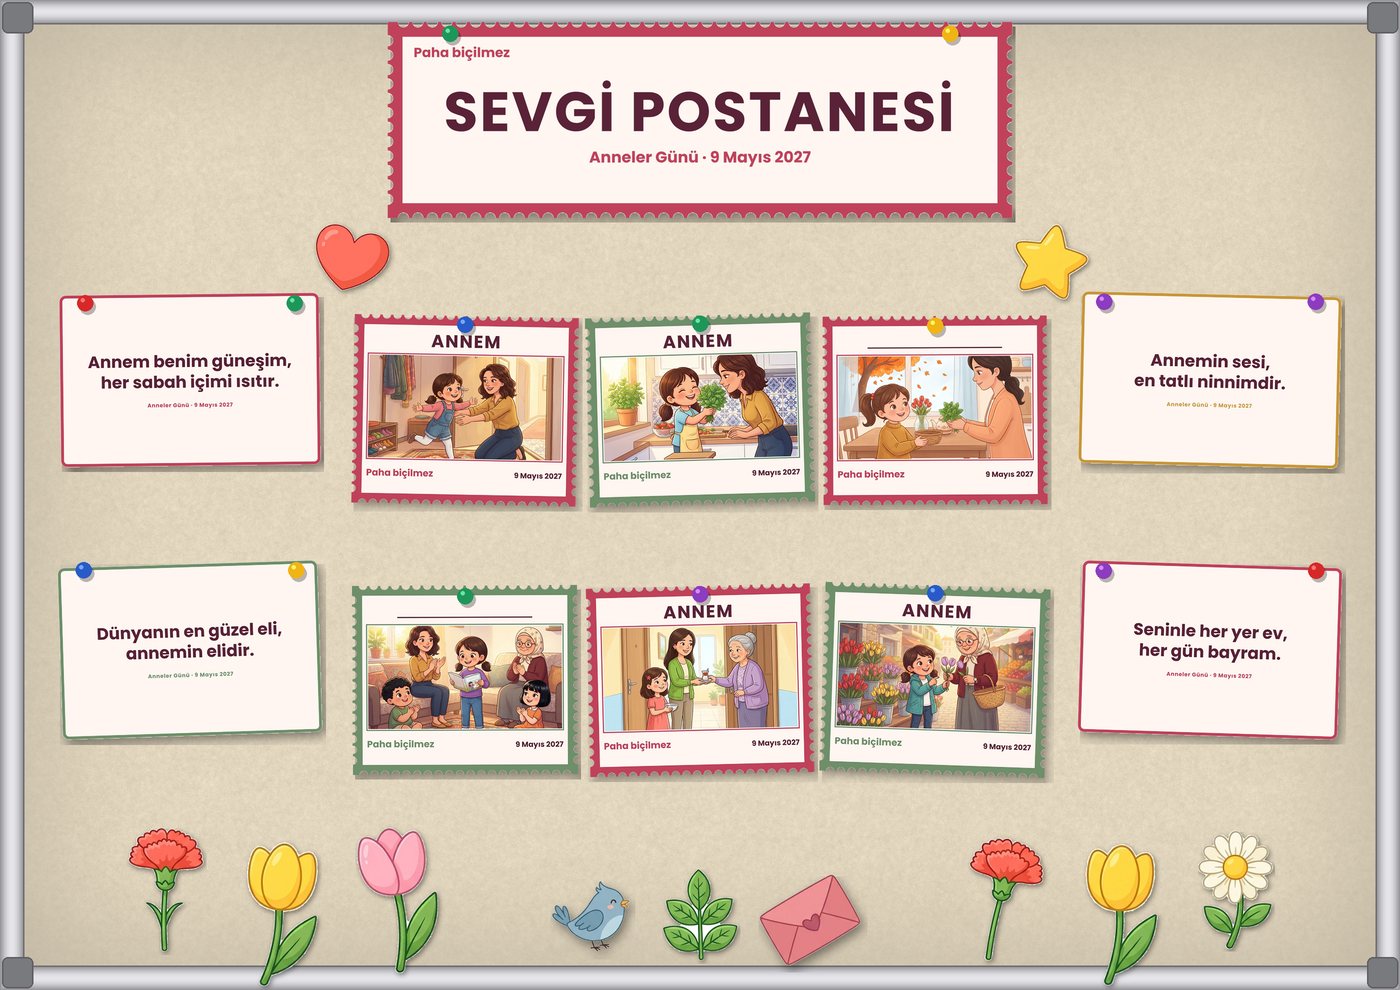 Paha biçilmez
SEVGİ POSTANESİ
Anneler Günü · 9 Mayıs 2027
Annem benim güneşim,
her sabah içimi ısıtır.
Anneler Günü · 9 Mayıs 2027
ANNEM
Paha biçilmez
9 Mayıs 2027
ANNEM
Paha biçilmez
9 Mayıs 2027
Paha biçilmez
9 Mayıs 2027
Annemin sesi,
en tatlı ninnimdir.
Anneler Günü · 9 Mayıs 2027
Dünyanın en güzel eli,
annemin elidir.
Anneler Günü · 9 Mayıs 2027
Paha biçilmez
9 Mayıs 2027
ANNEM
Paha biçilmez
9 Mayıs 2027
ANNEM
Paha biçilmez
9 Mayıs 2027
Seninle her yer ev,
her gün bayram.
Anneler Günü · 9 Mayıs 2027